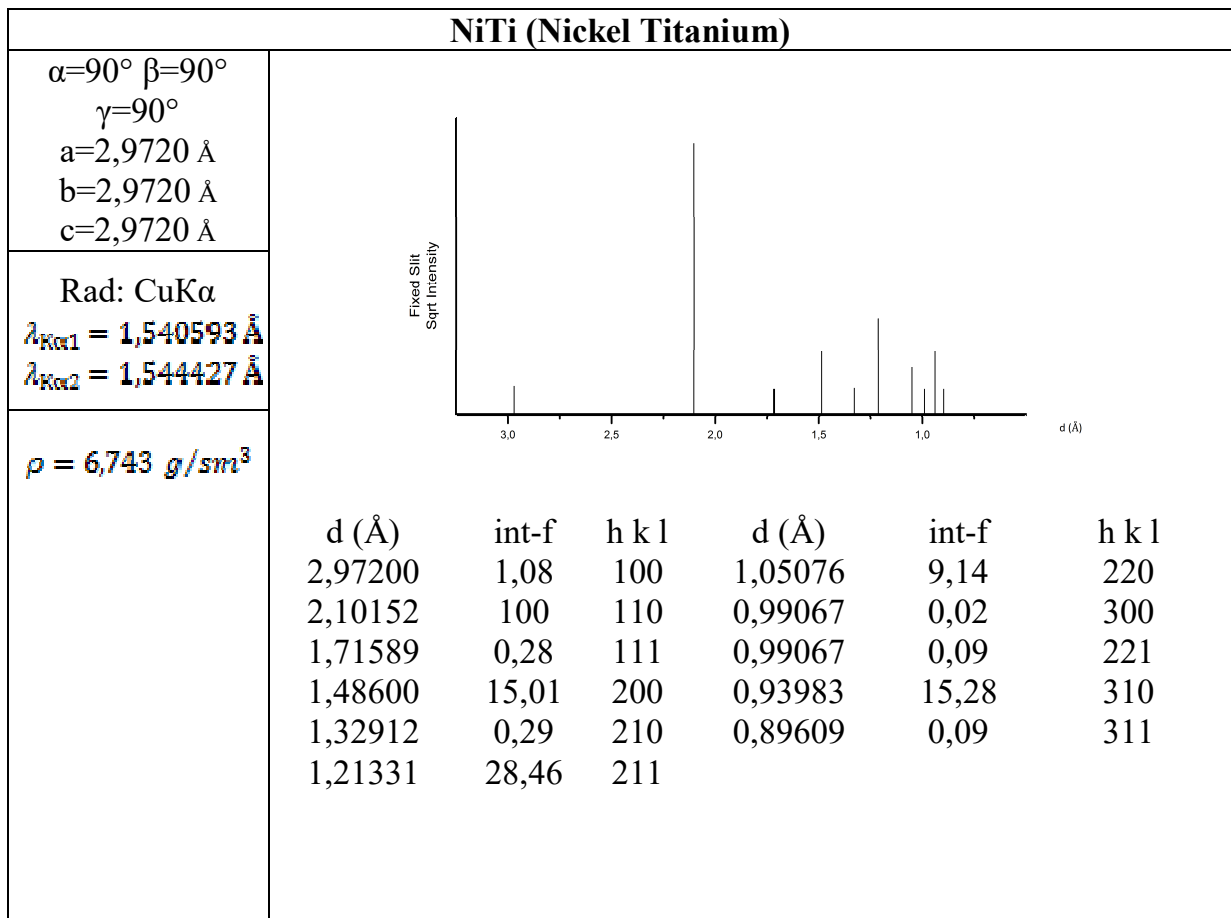 NiTi (Nickel Titanium)
α=90° β=90°
γ=90°
a=2,9720 Å
b=2,9720 Å
c=2,9720 Å
Rad: CuKα
λKα1 = 1,540593 Å
λKα2 = 1,544427 Å
ρ = 6,743 g/sm³
Fixed Slit
Sqrt Intensity
3,0 2,5 2,0 1,5 1,0 d (Å)
d (Å) int-f h k l d (Å) int-f h k l
2,97200 1,08 100 1,05076 9,14 220
2,10152 100 110 0,99067 0,02 300
1,71589 0,28 111 0,99067 0,09 221
1,48600 15,01 200 0,93983 15,28 310
1,32912 0,29 210 0,89609 0,09 311
1,21331 28,46 211